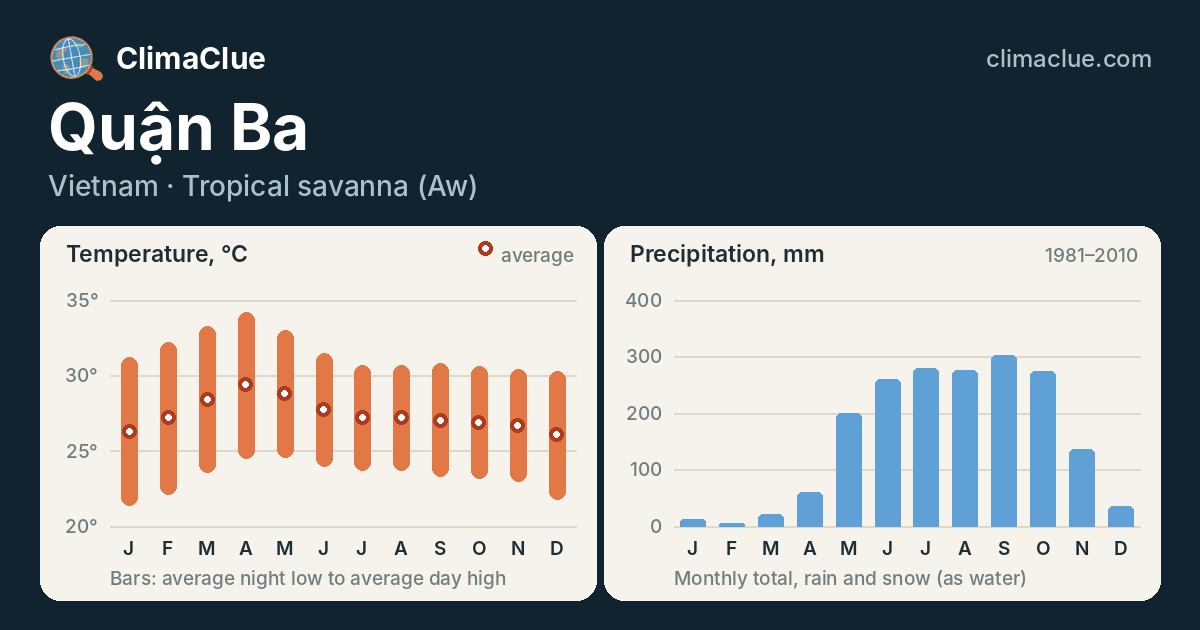 ClimaClue
climaclue.com
Quận Ba
Vietnam · Tropical savanna (Aw)
Temperature, °C
average
35°
30°
25°
20°
J F M A M J J A S O N D
Bars: average night low to average day high
Precipitation, mm
1981–2010
400
300
200
100
0
J F M A M J J A S O N D
Monthly total, rain and snow (as water)